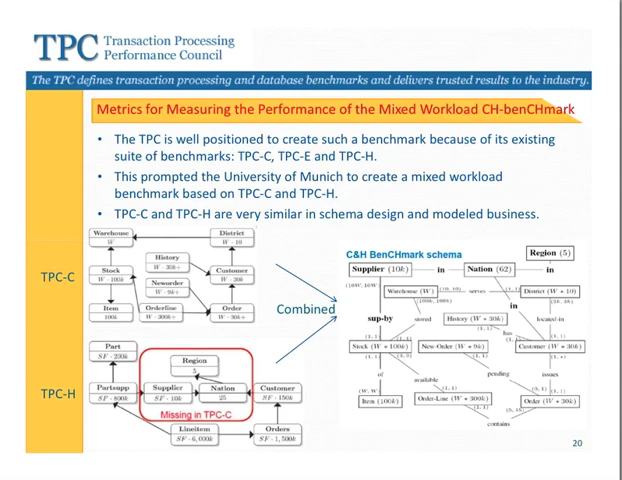 TPC Transaction Processing
Performance Council
The TPC defines transaction processing and database benchmarks and delivers trusted results to the industry.
Metrics for Measuring the Performance of the Mixed Workload CH-benCHmark
• The TPC is well positioned to create such a benchmark because of its existing
suite of benchmarks: TPC-C, TPC-E and TPC-H.
• This prompted the University of Munich to create a mixed workload
benchmark based on TPC-C and TPC-H.
• TPC-C and TPC-H are very similar in schema design and modeled business.
TPC-C
Warehouse
W
District
W · 10
History
W · 30k+
Stock
W · 100k
Customer
W · 30k
Neworder
W · 9k+
Item
100k
Orderline
W · 300k+
Order
W · 30k+
Combined
TPC-H
Part
SF · 200k
Region
5
Partsupp
SF · 800k
Supplier
SF · 10k
Nation
25
Customer
SF · 150k
Missing in TPC-C
Lineitem
SF · 6,000k
Orders
SF · 1,500k
C&H BenCHmark schema
Region (5)
Supplier (10k)
in
Nation (62)
in
Warehouse (W)
serves
District (W * 10)
in
sup-by
stored
History (W * 30k)
located-in
has
Stock (W * 100k)
New-Order (W * 9k)
Customer (W * 30k)
of
available
pending
issues
Item (100k)
Order-Line (W * 300k)
Order (W * 30k)
contains
20